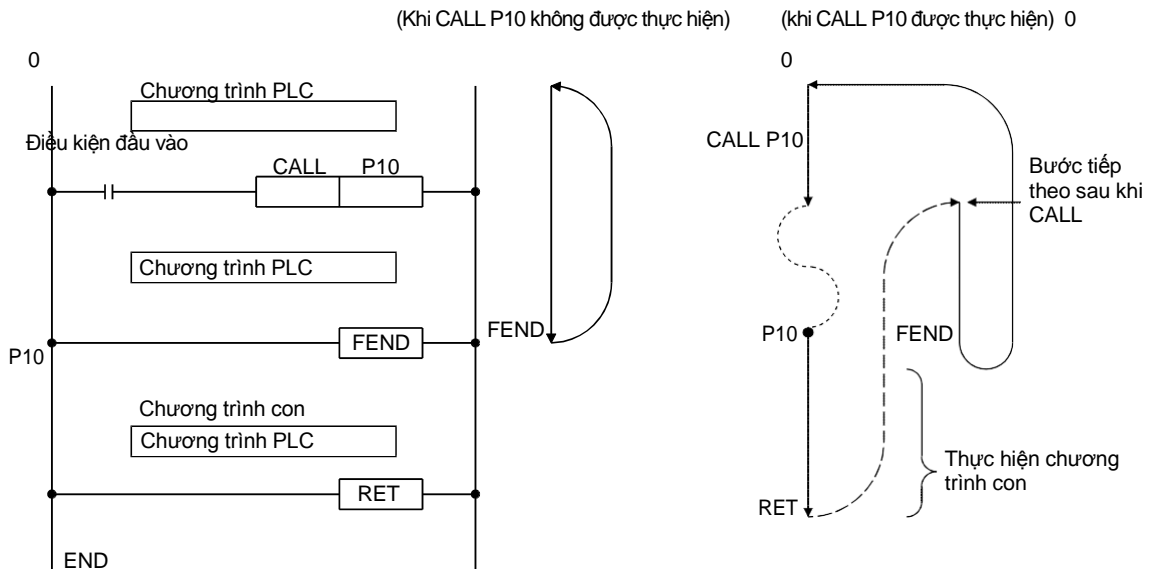 (Khi CALL P10 không được thực hiện)
(khi CALL P10 được thực hiện) 0
0
0
Chương trình PLC
Điều kiện đầu vào
CALL P10
CALL P10
Bước tiếp
theo sau khi
CALL
Chương trình PLC
FEND
FEND
P10
FEND
P10
Chương trình con
Chương trình PLC
Thực hiện chương
trình con
RET
RET
END